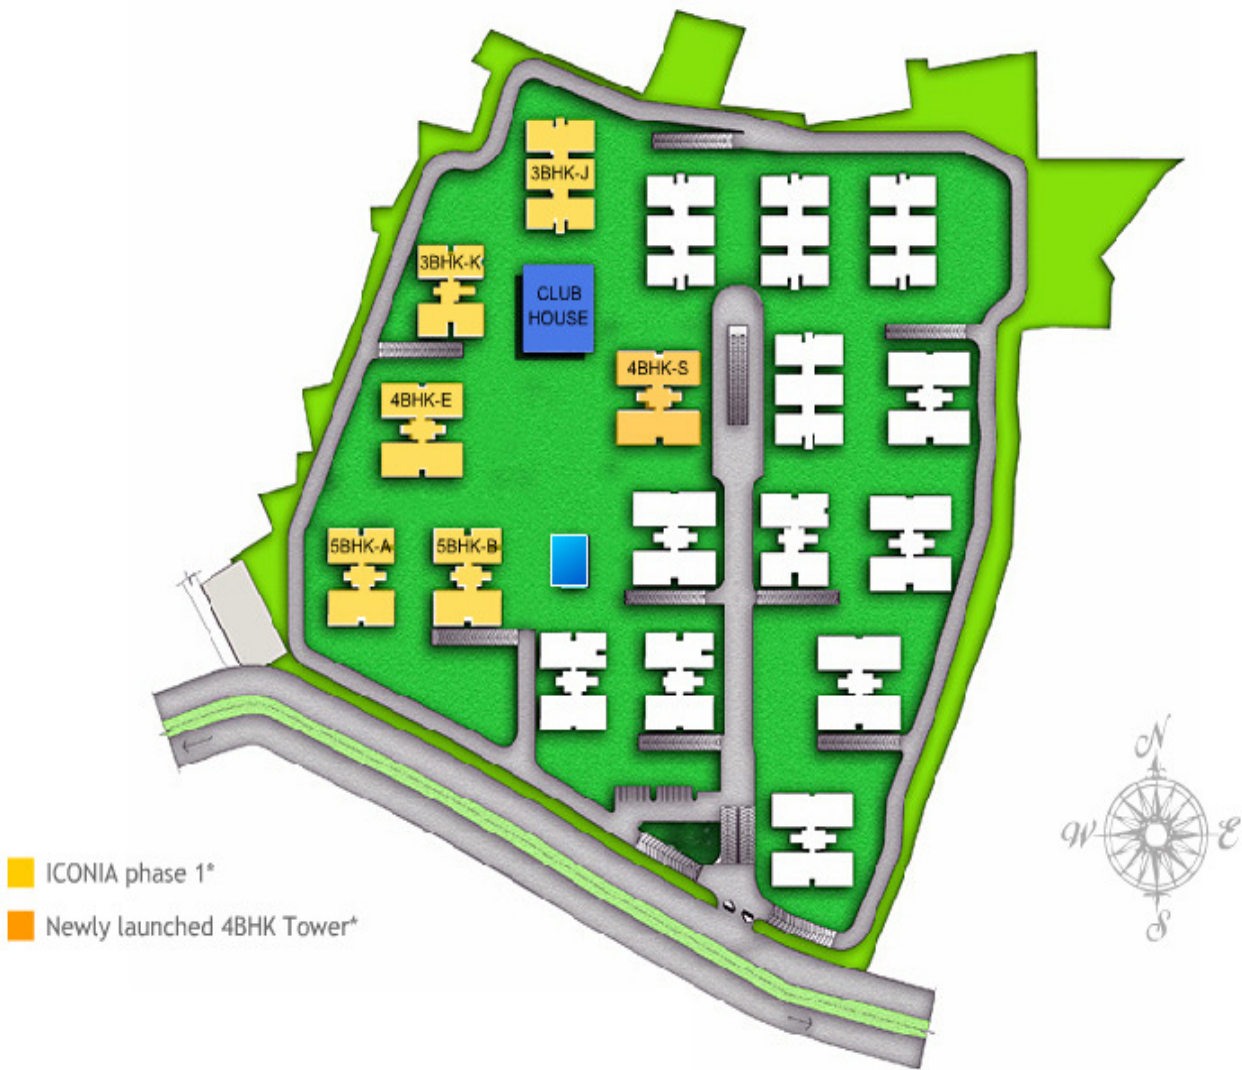 3BHK-J
3BHK-K
CLUB
HOUSE
4BHK-S
4BHK-E
5BHK-A
5BHK-B
N
W
E
S
ICONIA phase 1*
Newly launched 4BHK Tower*